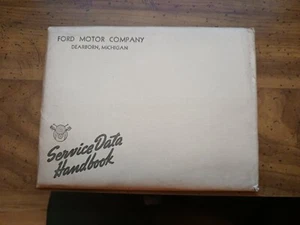 FORD MOTOR COMPANY
DEARBORN, MICHIGAN
Service Data
Handbook